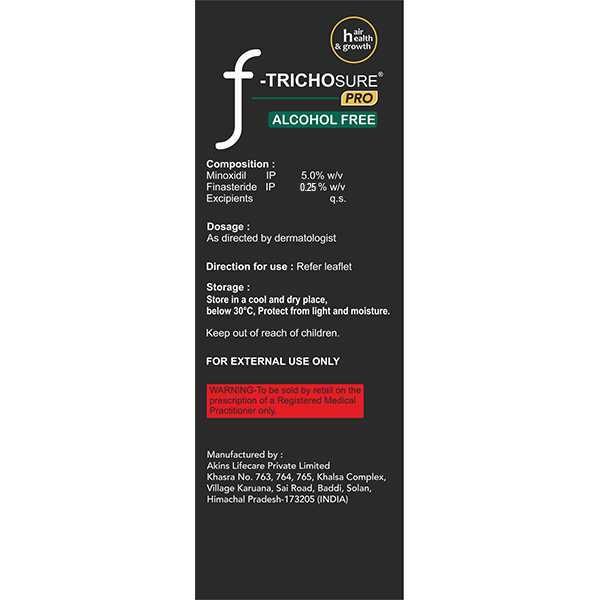 hair
health
& growth
f-TRICHOSURE®
PRO
ALCOHOL FREE
Composition :
Minoxidil IP 5.0% w/v
Finasteride IP 0.25% w/v
Excipients q.s.
Dosage :
As directed by dermatologist
Direction for use : Refer leaflet
Storage :
Store in a cool and dry place,
below 30°C, Protect from light and moisture.
Keep out of reach of children.
FOR EXTERNAL USE ONLY
WARNING-To be sold by retail on the
prescription of a Registered Medical
Practitioner only.
Manufactured by :
Akins Lifecare Private Limited
Khasra No. 763, 764, 765, Khalsa Complex,
Village Karuana, Sai Road, Baddi, Solan,
Himachal Pradesh-173205 (INDIA)